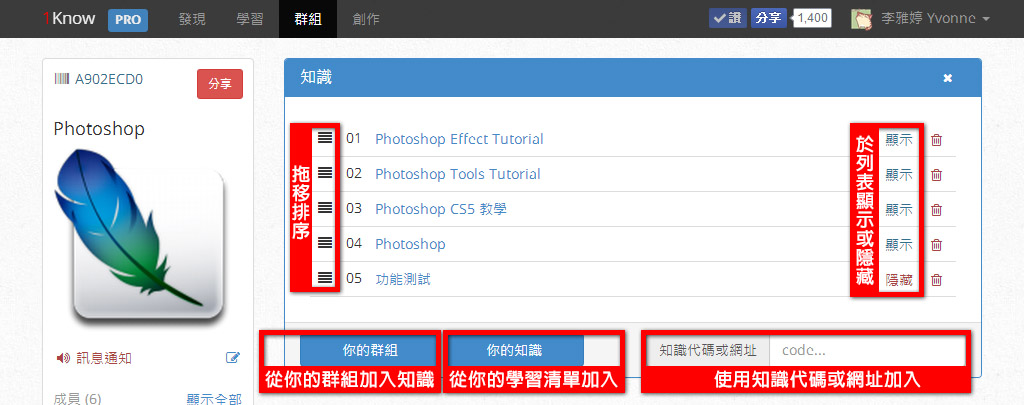 1Know PRO 發現 學習 群組 創作 讚 分享 1,400 李雅婷 Yvonne
A902ECD0 分享
Photoshop
訊息通知
成員 (6) 顯示全部
知識
拖移排序
01 Photoshop Effect Tutorial 顯示
02 Photoshop Tools Tutorial 顯示
03 Photoshop CS5 教學 顯示
04 Photoshop 顯示
05 功能測試 隱藏
於列表顯示或隱藏
你的群組 你的知識 知識代碼或網址 code...
從你的群組加入知識 從你的學習清單加入 使用知識代碼或網址加入